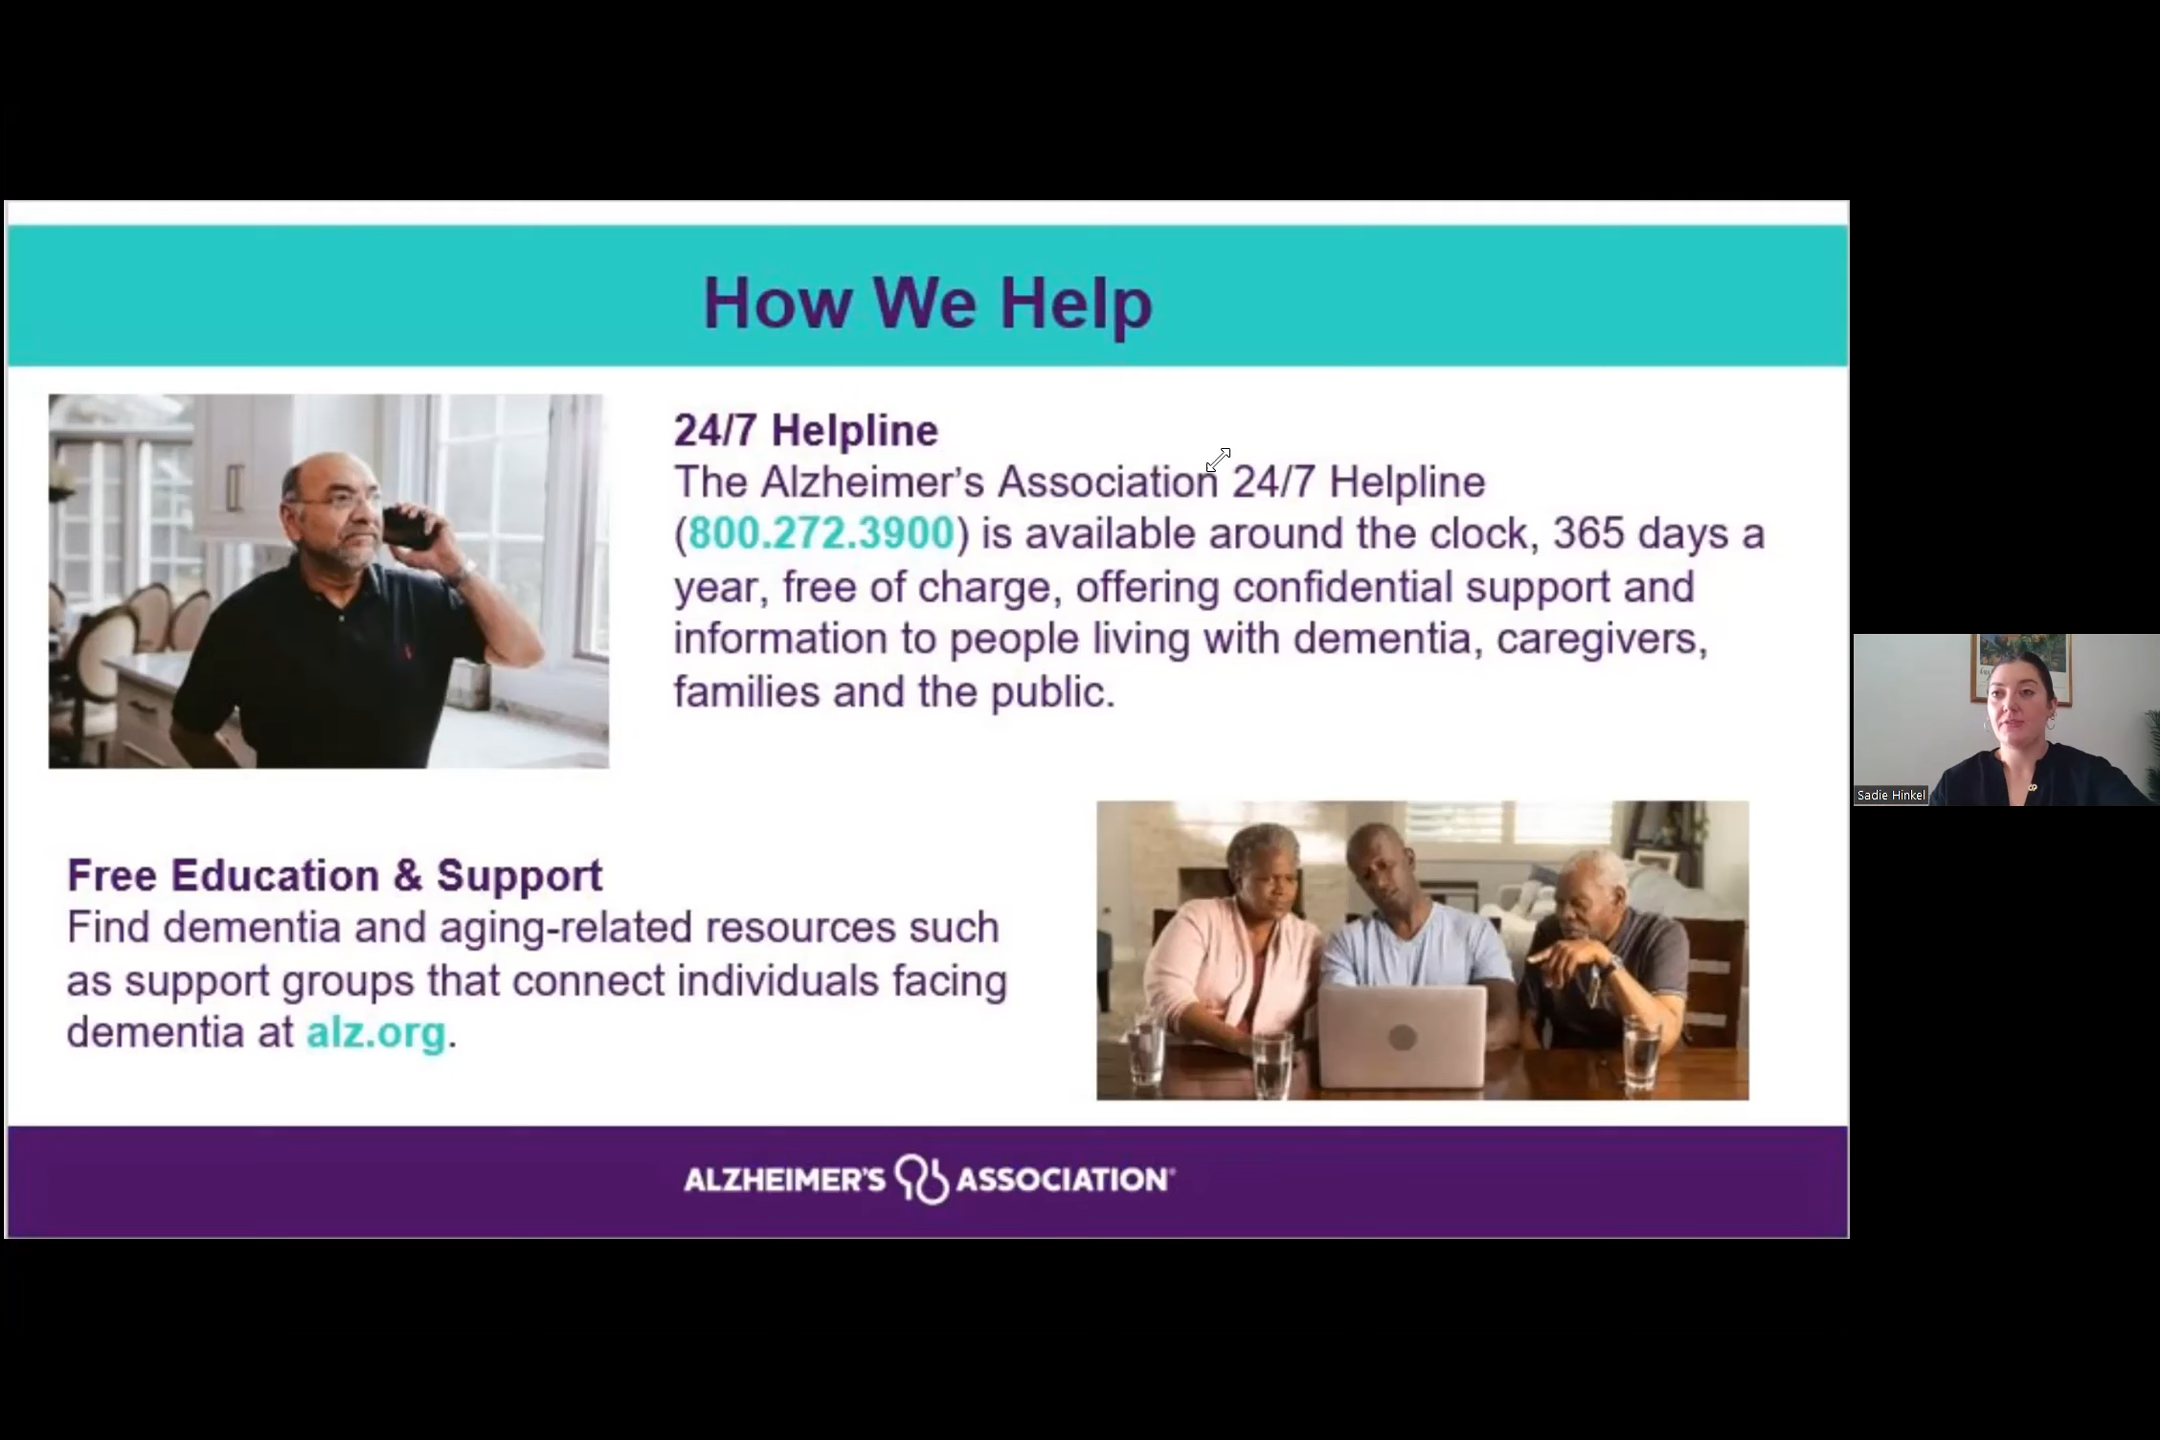 How We Help
24/7 Helpline
The Alzheimer’s Association 24/7 Helpline
(800.272.3900) is available around the clock, 365 days a
year, free of charge, offering confidential support and
information to people living with dementia, caregivers,
families and the public.
Free Education & Support
Find dementia and aging-related resources such
as support groups that connect individuals facing
dementia at alz.org.
ALZHEIMER’S ASSOCIATION®
Sadie Hinkel